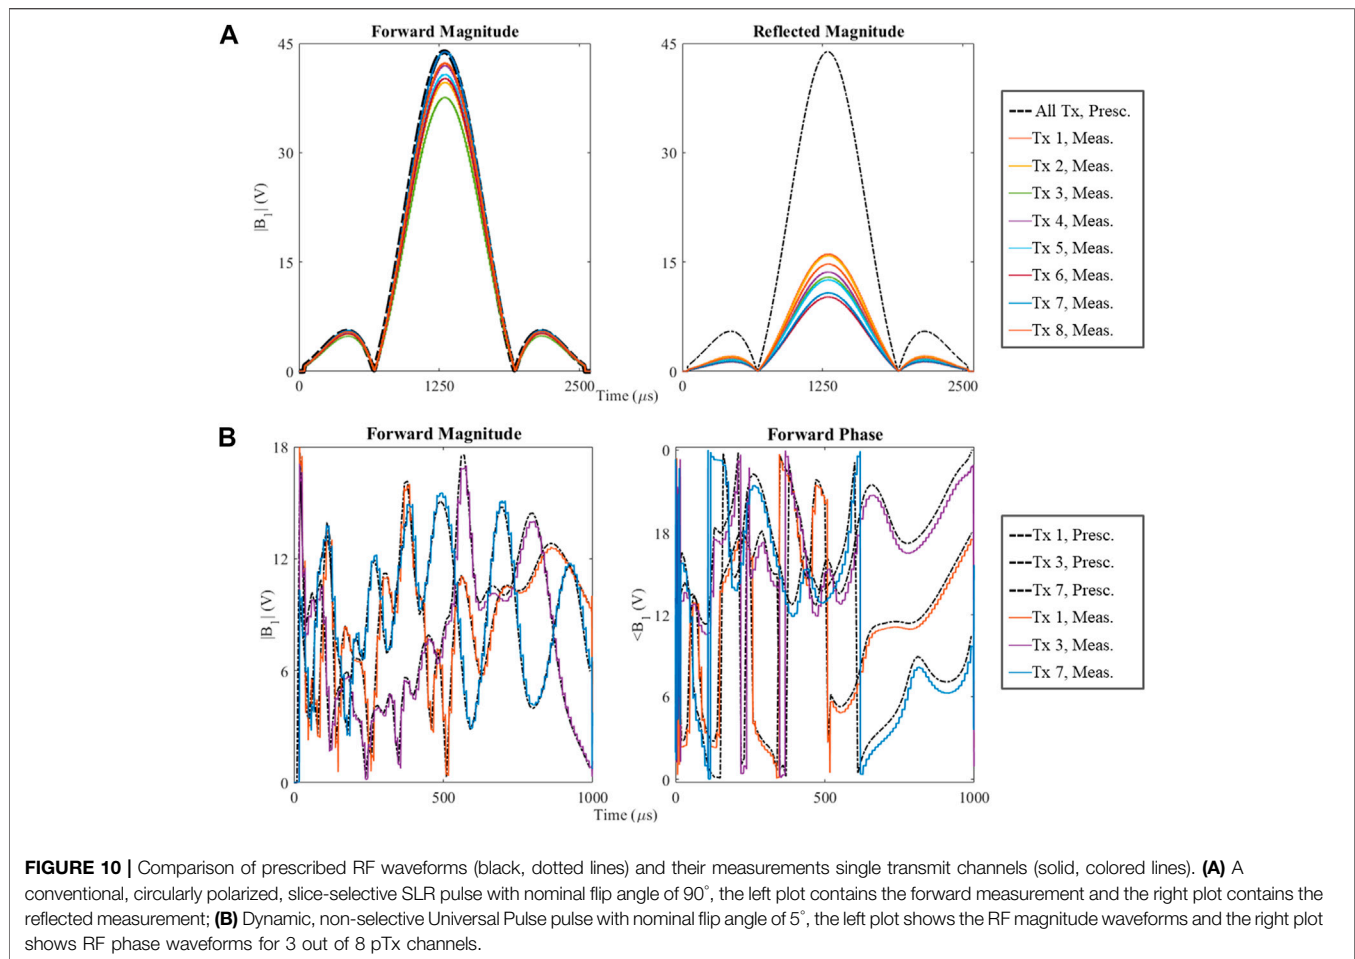 A
Forward Magnitude
Reflected Magnitude
45
30
15
0
|B₁| (V)
0
1250
2500
45
30
15
0
0
1250
2500
Time (μs)
All Tx, Presc.
Tx 1, Meas.
Tx 2, Meas.
Tx 3, Meas.
Tx 4, Meas.
Tx 5, Meas.
Tx 6, Meas.
Tx 7, Meas.
Tx 8, Meas.
B
Forward Magnitude
Forward Phase
18
12
6
0
|B₁| (V)
0
500
1000
0
18
12
6
0
<B₁ (V)
0
500
1000
Time (μs)
Tx 1, Presc.
Tx 3, Presc.
Tx 7, Presc.
Tx 1, Meas.
Tx 3, Meas.
Tx 7, Meas.
FIGURE 10 | Comparison of prescribed RF waveforms (black, dotted lines) and their measurements single transmit channels (solid, colored lines). (A) A
conventional, circularly polarized, slice-selective SLR pulse with nominal flip angle of 90°, the left plot contains the forward measurement and the right plot contains the
reflected measurement; (B) Dynamic, non-selective Universal Pulse pulse with nominal flip angle of 5°, the left plot shows the RF magnitude waveforms and the right plot
shows RF phase waveforms for 3 out of 8 pTx channels.